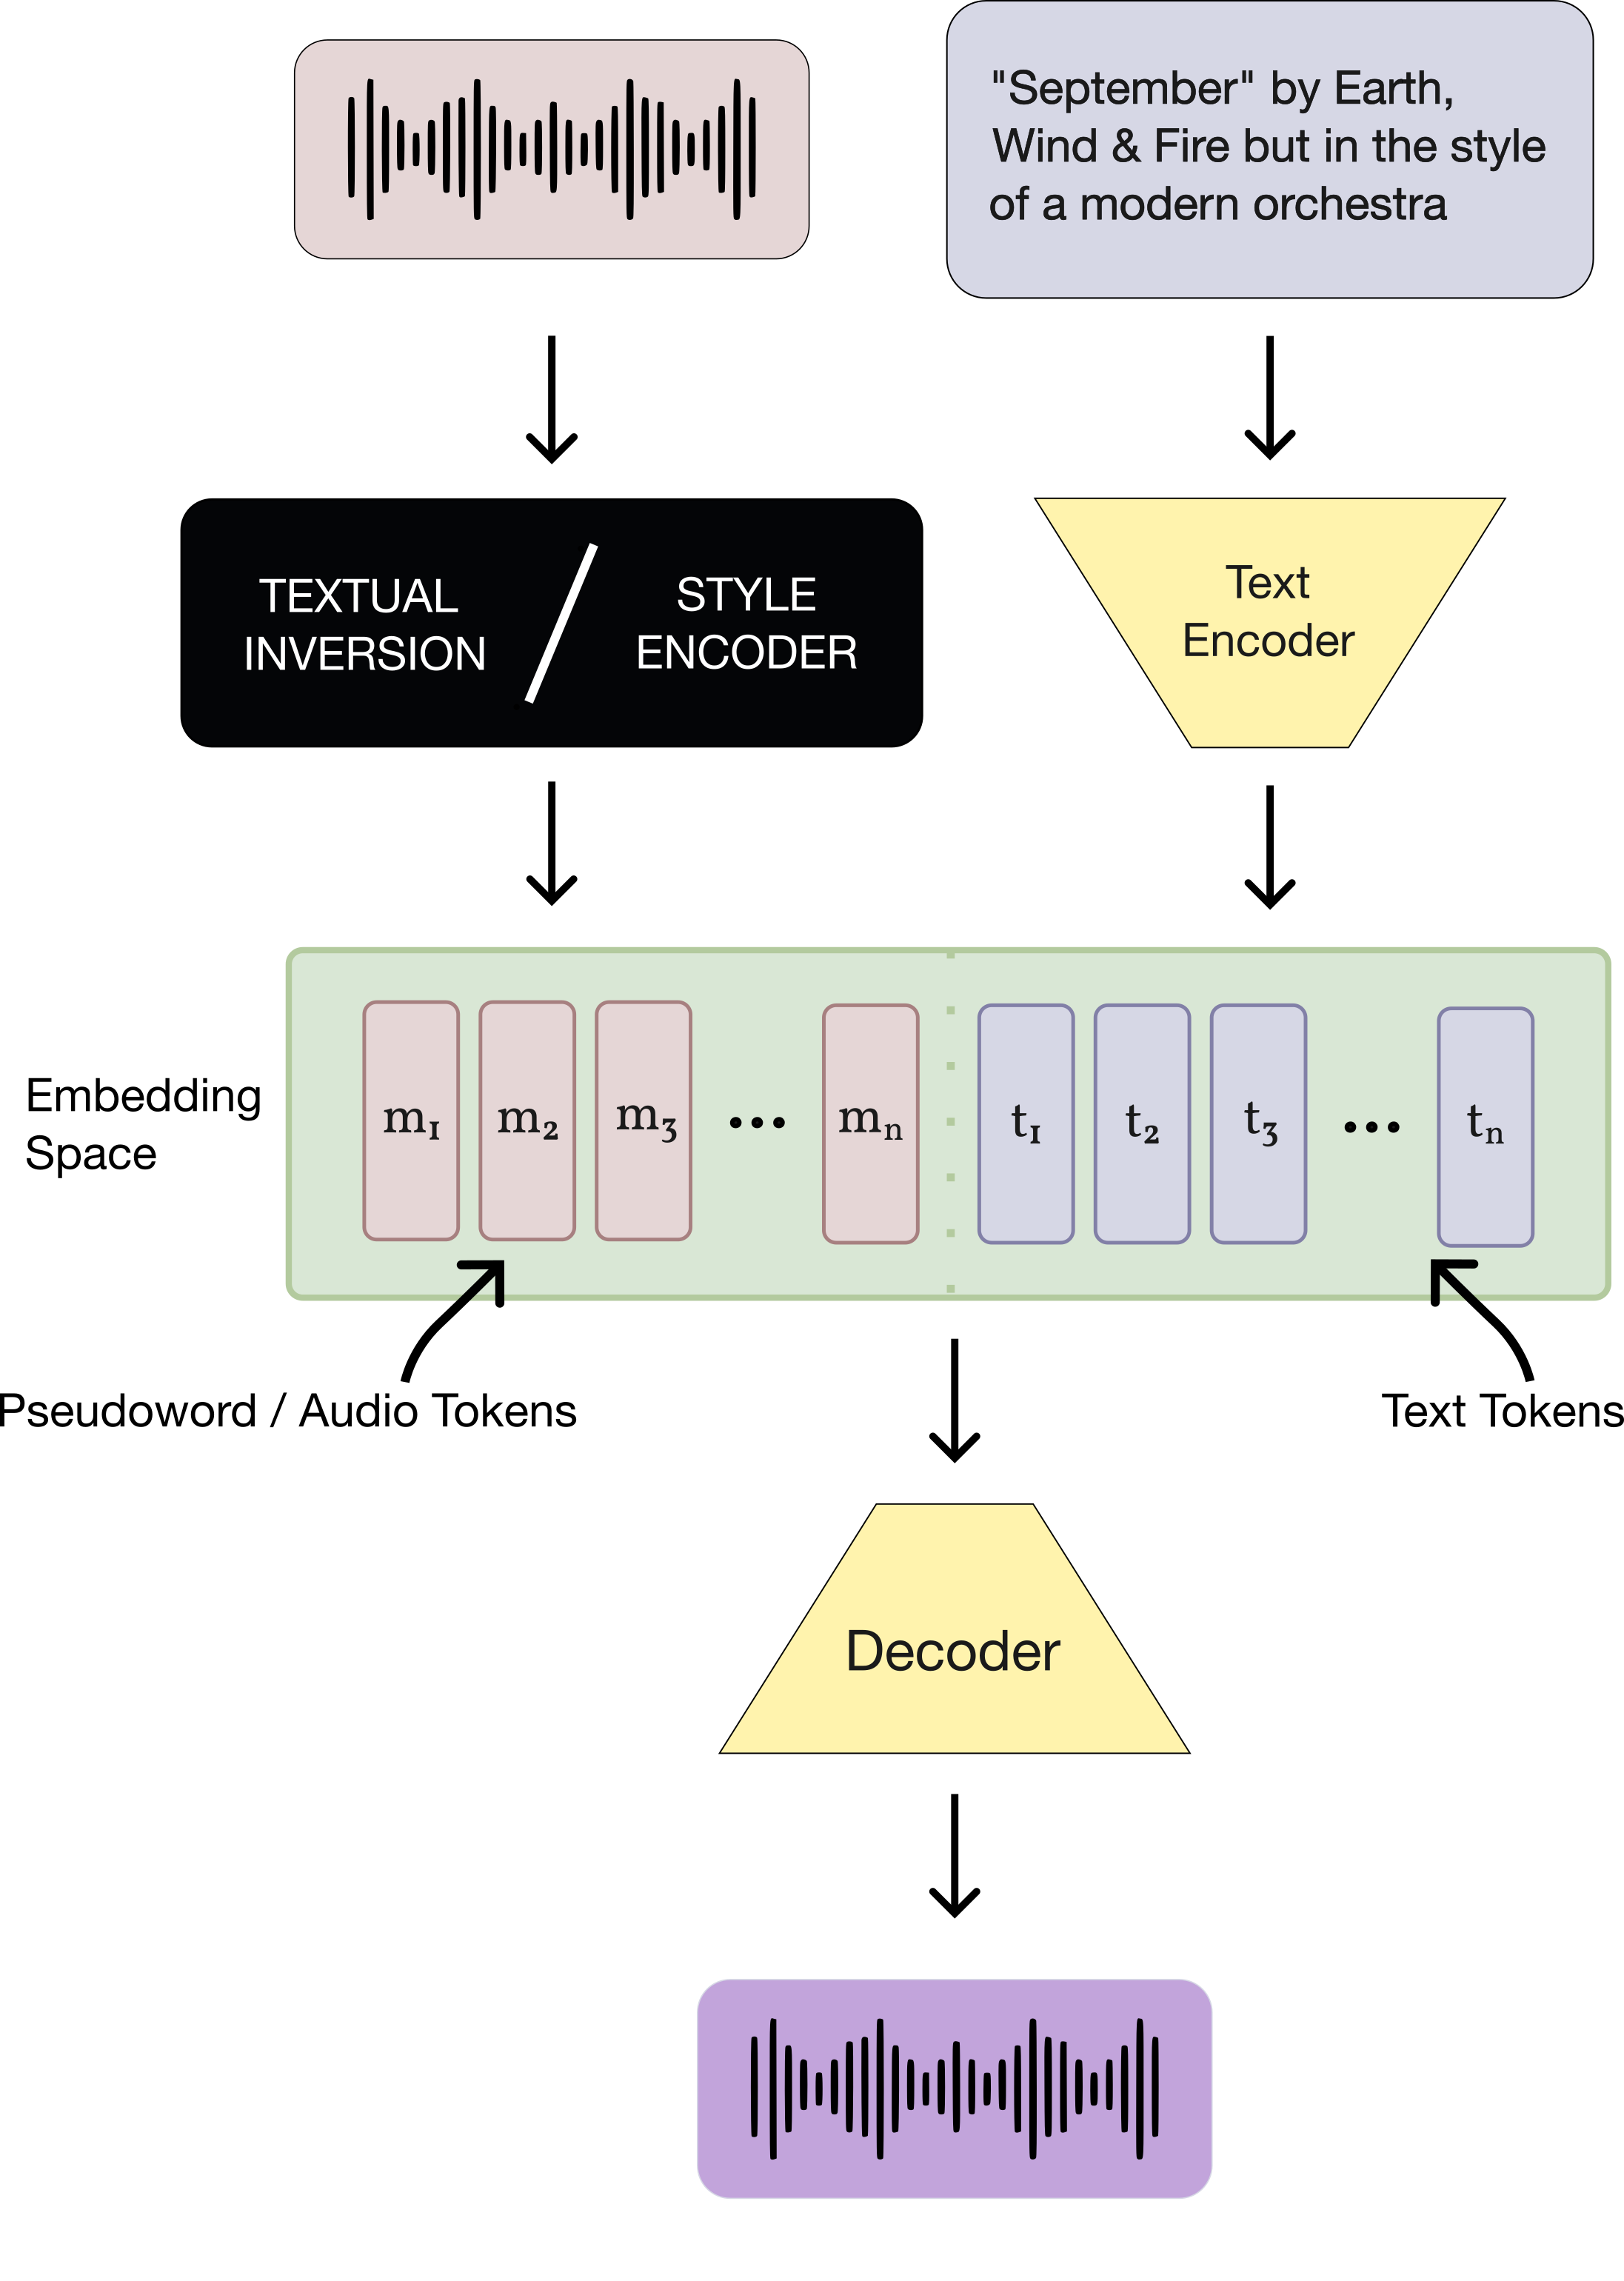 "September" by Earth,
Wind & Fire but in the style
of a modern orchestra
TEXTUAL
INVERSION
/
STYLE
ENCODER
Text
Encoder
Embedding
Space
m₁
m₂
m₃
•••
mₙ
t₁
t₂
t₃
•••
tₙ
Pseudoword / Audio Tokens
Text Tokens
Decoder